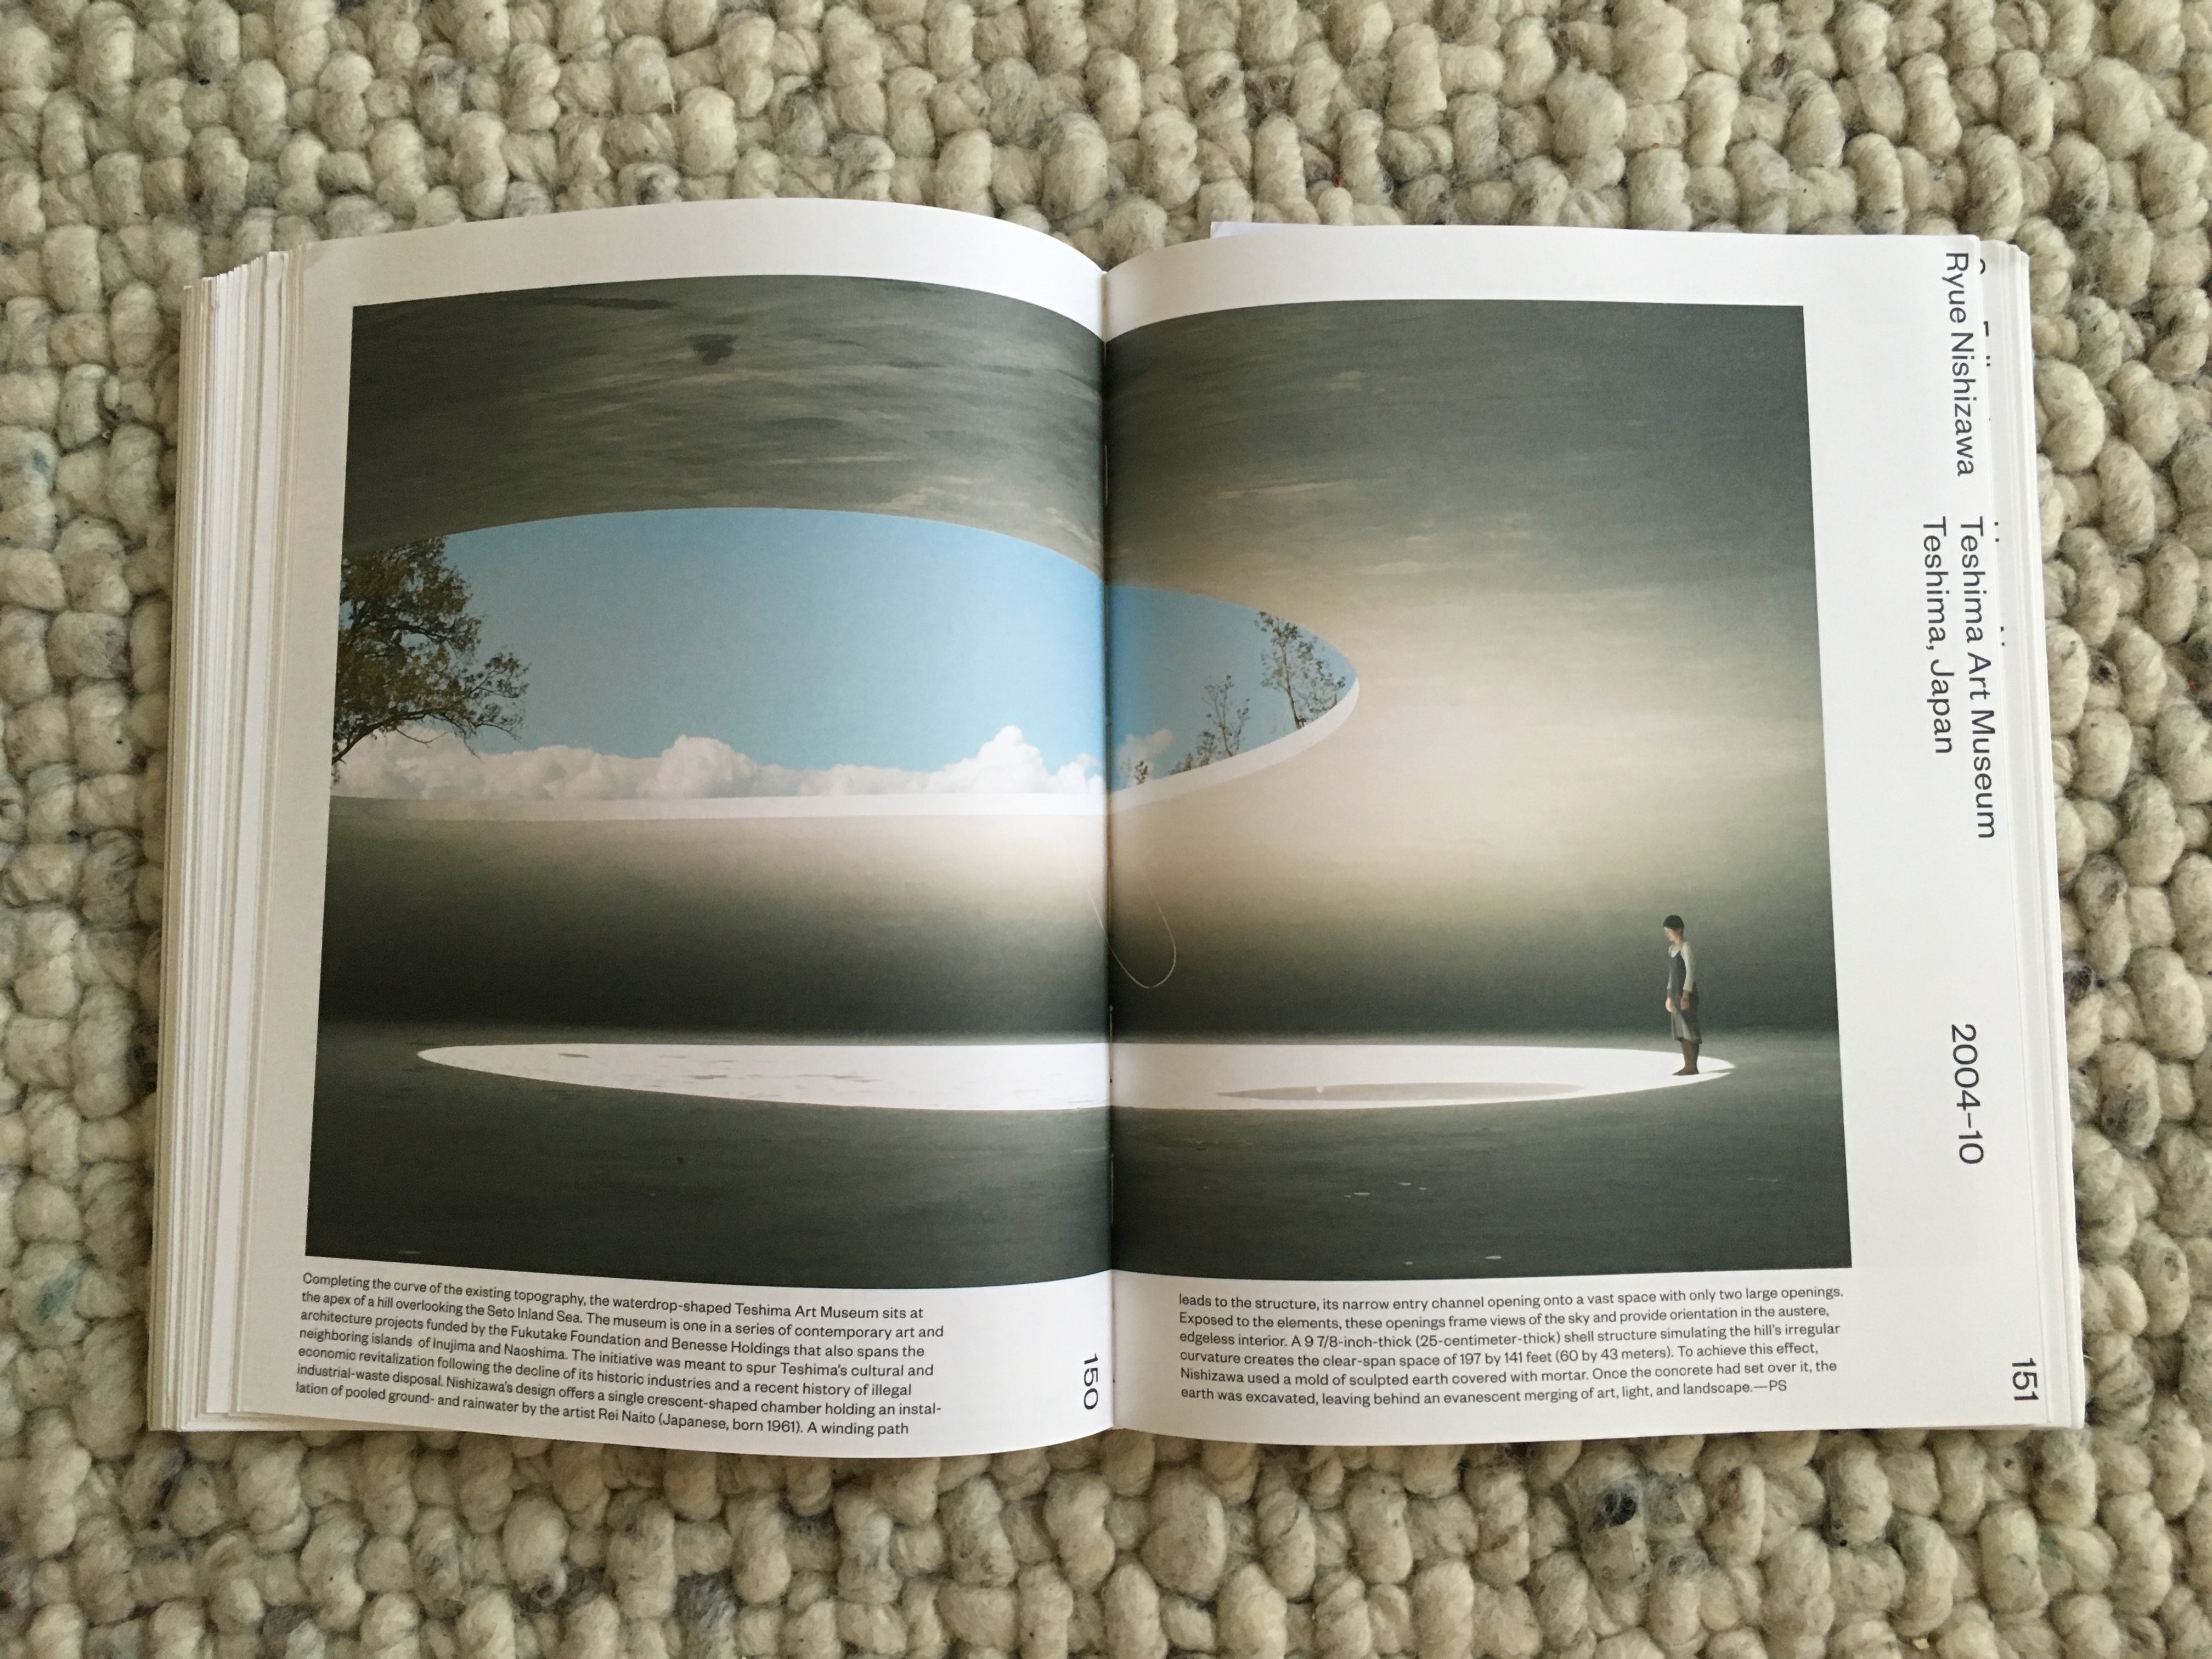 Ryue Nishizawa
Teshima Art Museum
Teshima, Japan
2004–10
Completing the curve of the existing topography, the waterdrop-shaped Teshima Art Museum sits at
the apex of a hill overlooking the Seto Inland Sea. The museum is one in a series of contemporary art and
architecture projects funded by the Fukutake Foundation and Benesse Holdings that also spans the
neighboring islands of Inujima and Naoshima. The initiative was meant to spur Teshima's cultural and
economic revitalization following the decline of its historic industries and a recent history of illegal
industrial-waste disposal. Nishizawa's design offers a single crescent-shaped chamber holding an instal-
lation of pooled ground- and rainwater by the artist Rei Naito (Japanese, born 1961). A winding path
150
leads to the structure, its narrow entry channel opening onto a vast space with only two large openings.
Exposed to the elements, these openings frame views of the sky and provide orientation in the austere,
edgeless interior. A 9 7/8-inch-thick (25-centimeter-thick) shell structure simulating the hill's irregular
curvature creates the clear-span space of 197 by 141 feet (60 by 43 meters). To achieve this effect,
Nishizawa used a mold of sculpted earth covered with mortar. Once the concrete had set over it, the
earth was excavated, leaving behind an evanescent merging of art, light, and landscape.—PS
151